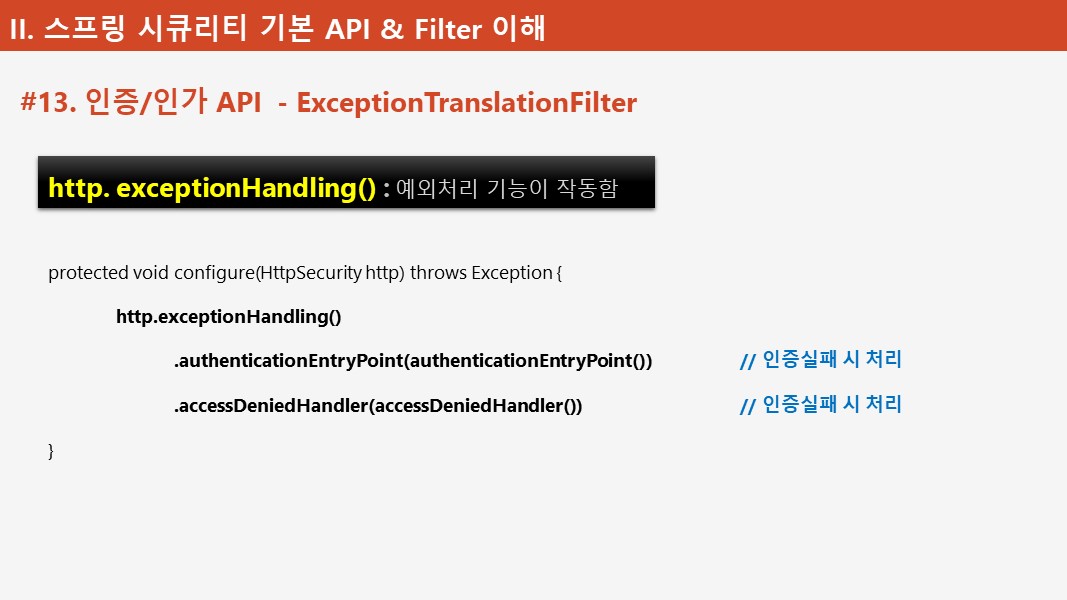 II. 스프링 시큐리티 기본 API & Filter 이해
#13. 인증/인가 API - ExceptionTranslationFilter
http. exceptionHandling() : 예외처리 기능이 작동함
protected void configure(HttpSecurity http) throws Exception {
http.exceptionHandling()
.authenticationEntryPoint(authenticationEntryPoint()) // 인증실패 시 처리
.accessDeniedHandler(accessDeniedHandler()) // 인증실패 시 처리
}